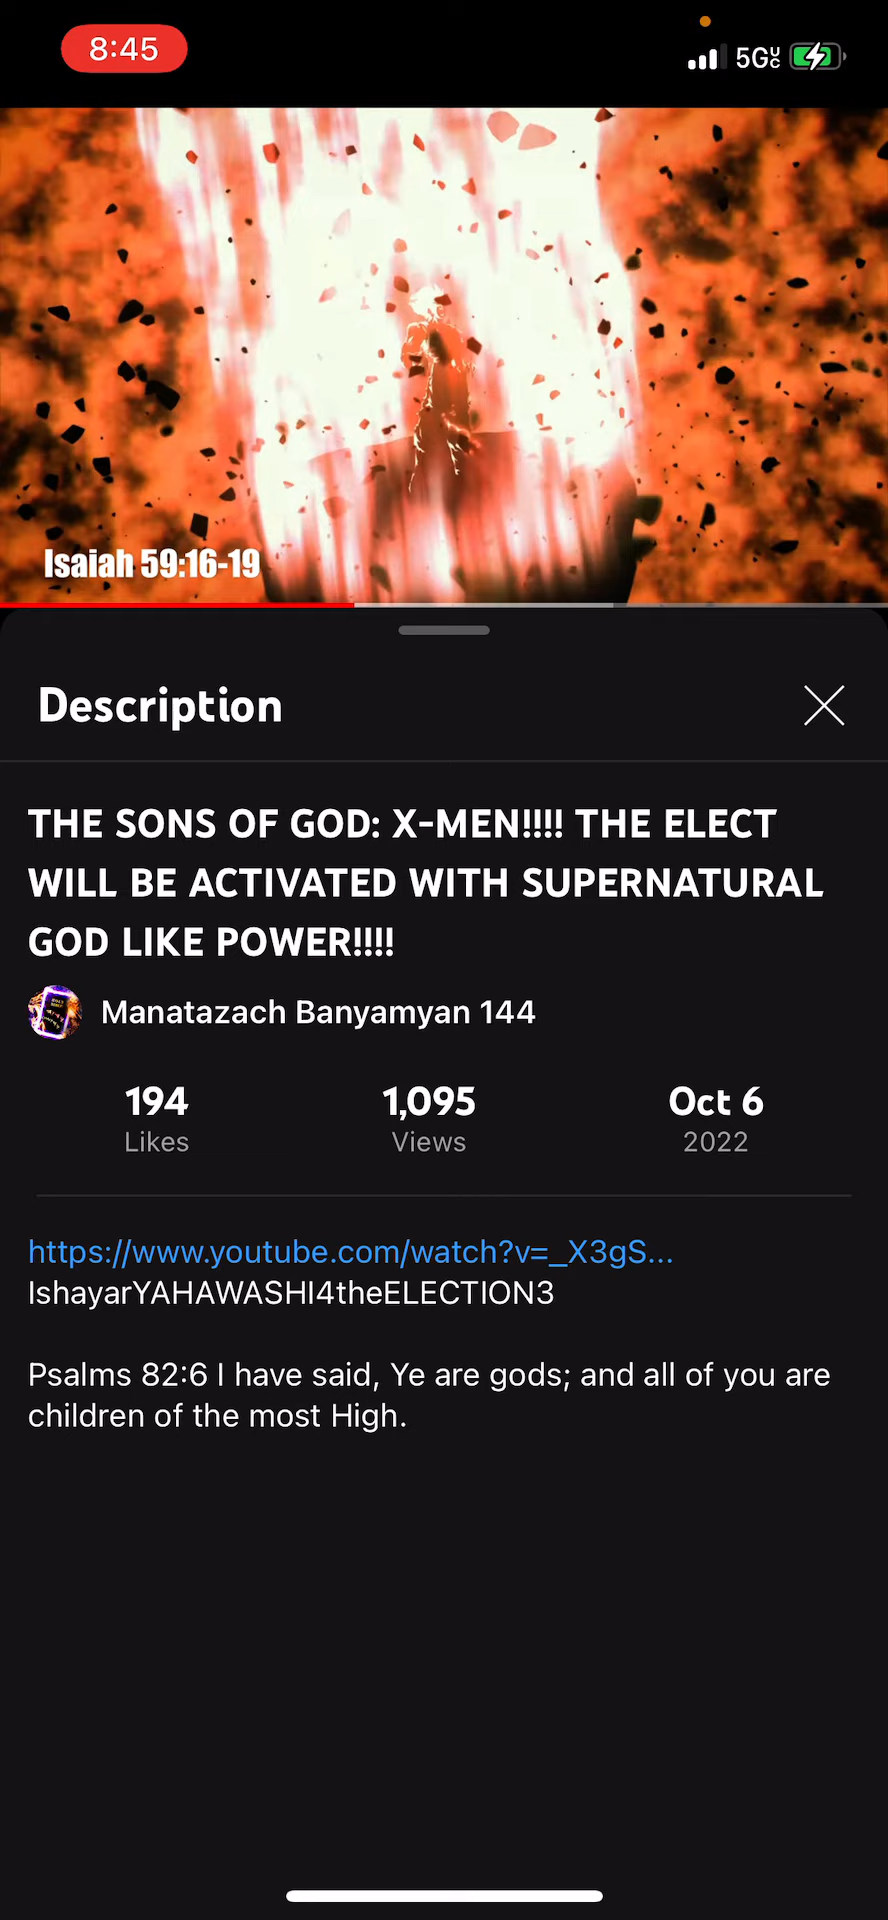 8:45
5G UC
Isaiah 59:16-19
Description
THE SONS OF GOD: X-MEN!!!! THE ELECT
WILL BE ACTIVATED WITH SUPERNATURAL
GOD LIKE POWER!!!!
Manatazach Banyamyan 144
194 1,095 Oct 6
Likes Views 2022
https://www.youtube.com/watch?v=_X3gS...
IshayarYAHAWASHI4theELECTION3
Psalms 82:6 I have said, Ye are gods; and all of you are
children of the most High.